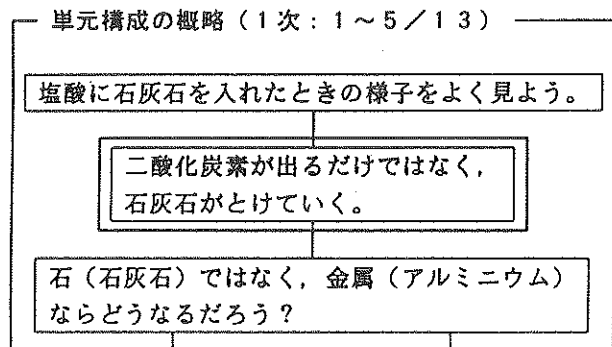 単元構成の概略（１次：１～５／１３）
塩酸に石灰石を入れたときの様子をよく見よう。
二酸化炭素が出るだけではなく，
石灰石がとけていく。
石（石灰石）ではなく，金属（アルミニウム）
ならどうなるだろう？